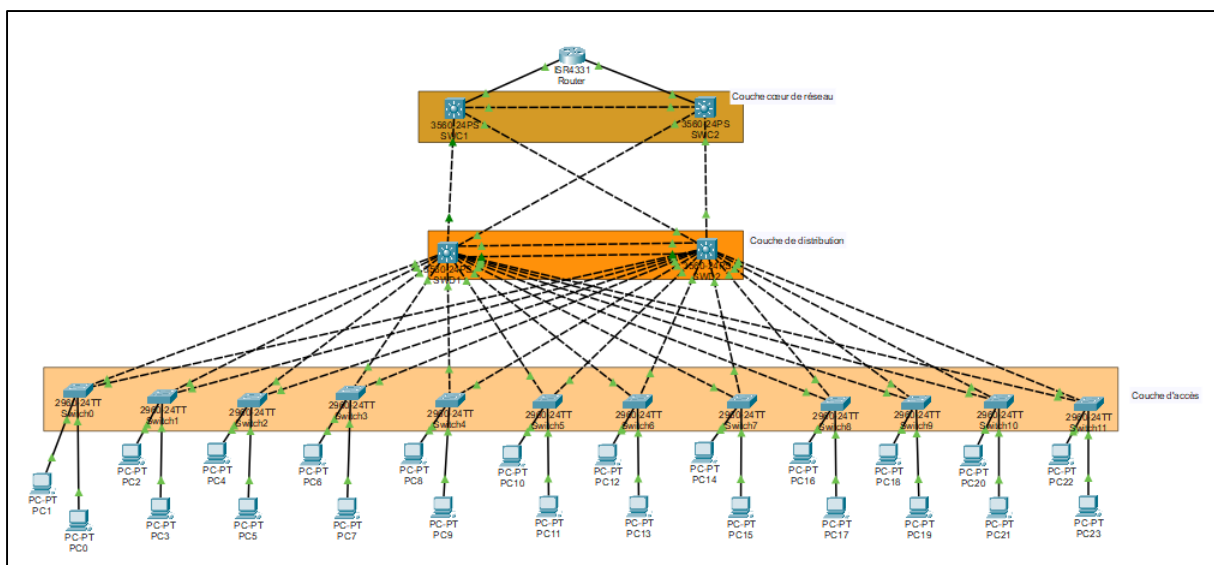 ISR4331
Router
Couche cœur de réseau
3560-24PS
SWC1
3560-24PS
SWC2
Couche de distribution
3560-24PS
SWD1
3560-24PS
SWD2
Couche d'accès
2960-24TT
Switch0
2960-24TT
Switch1
2960-24TT
Switch2
2960-24TT
Switch3
2960-24TT
Switch4
2960-24TT
Switch5
2960-24TT
Switch6
2960-24TT
Switch7
2960-24TT
Switch8
2960-24TT
Switch9
2960-24TT
Switch10
2960-24TT
Switch11
PC-PT
PC1
PC-PT
PC0
PC-PT
PC2
PC-PT
PC3
PC-PT
PC4
PC-PT
PC5
PC-PT
PC6
PC-PT
PC7
PC-PT
PC8
PC-PT
PC9
PC-PT
PC10
PC-PT
PC11
PC-PT
PC12
PC-PT
PC13
PC-PT
PC14
PC-PT
PC15
PC-PT
PC16
PC-PT
PC17
PC-PT
PC18
PC-PT
PC19
PC-PT
PC20
PC-PT
PC21
PC-PT
PC22
PC-PT
PC23